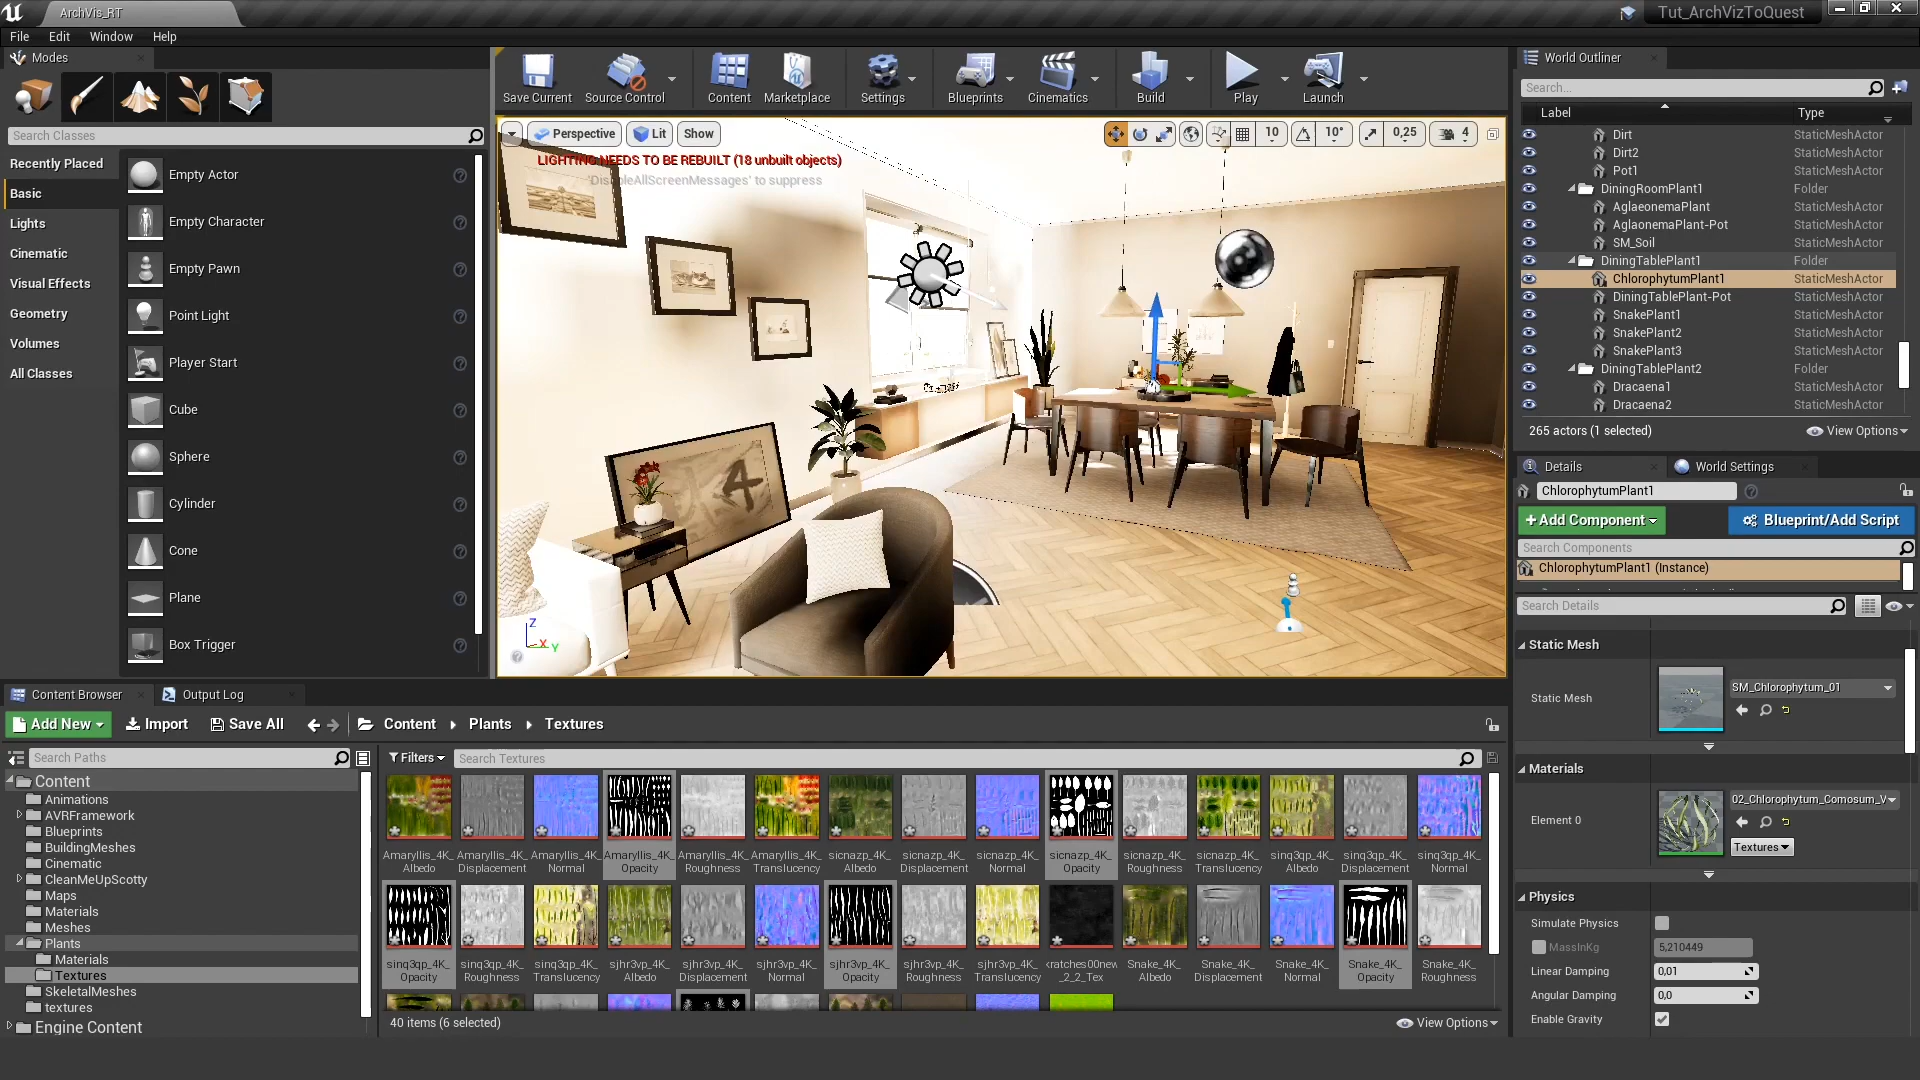 ArchVis_RT
Tut_ArchVizToQuest
File Edit Window Help
Modes
Search Classes
Recently Placed
Basic
Lights
Cinematic
Visual Effects
Geometry
Volumes
All Classes
Empty Actor
Empty Character
Empty Pawn
Point Light
Player Start
Cube
Sphere
Cylinder
Cone
Plane
Box Trigger
Save Current
Source Control
Content
Marketplace
Settings
Blueprints
Cinematics
Build
Play
Launch
Perspective
Lit
Show
10
10°
0,25
4
LIGHTING NEEDS TO BE REBUILT (18 unbuilt objects)
'DisableAllScreenMessages' to suppress
Z
X
Y
World Outliner
Search...
Label Type
Dirt StaticMeshActor
Dirt2 StaticMeshActor
Pot1 StaticMeshActor
DiningRoomPlant1 Folder
AglaeonemaPlant StaticMeshActor
AglaonemaPlant-Pot StaticMeshActor
SM_Soil StaticMeshActor
DiningTablePlant1 Folder
ChlorophytumPlant1 StaticMeshActor
DiningTablePlant-Pot StaticMeshActor
SnakePlant1 StaticMeshActor
SnakePlant2 StaticMeshActor
SnakePlant3 StaticMeshActor
DiningTablePlant2 Folder
Dracaena1 StaticMeshActor
Dracaena2 StaticMeshActor
265 actors (1 selected)
View Options
Details
World Settings
ChlorophytumPlant1
+Add Component
Blueprint/Add Script
Search Components
ChlorophytumPlant1 (Instance)
Search Details
Static Mesh
Static Mesh
SM_Chlorophytum_01
Materials
Element 0
02_Chlorophytum_Comosum_V
Textures
Physics
Simulate Physics
MassInKg 5,210449
Linear Damping 0,01
Angular Damping 0,0
Enable Gravity
Content Browser
Output Log
Add New
Import
Save All
Content
Plants
Textures
Search Paths
Content
Animations
AVRFramework
Blueprints
BuildingMeshes
Cinematic
CleanMeUpScotty
Maps
Materials
Meshes
Plants
Materials
Textures
SkeletalMeshes
textures
Engine Content
Filters
Search Textures
Amaryllis_4K_ Amaryllis_4K_ Amaryllis_4K_ Amaryllis_4K_ Amaryllis_4K_ Amaryllis_4K_ sicnazp_4K_ sicnazp_4K_ sicnazp_4K_ sicnazp_4K_ sicnazp_4K_ sicnazp_4K_ sinq3qp_4K_ sinq3qp_4K_ sinq3qp_4K_
Albedo Displacement Normal Opacity Roughness Translucency Albedo Displacement Normal Opacity Roughness Translucency Albedo Displacement Normal
sinq3qp_4K_ sinq3qp_4K_ sinq3qp_4K_ sjhr3vp_4K_ sjhr3vp_4K_ sjhr3vp_4K_ sjhr3vp_4K_ sjhr3vp_4K_ sjhr3vp_4K_ kratches00new Snake_4K_ Snake_4K_ Snake_4K_ Snake_4K_ Snake_4K_
Opacity Roughness Translucency Albedo Displacement Normal Opacity Roughness Translucency _2_2_Tex Albedo Displacement Normal Opacity Roughness
40 items (6 selected)
View Options